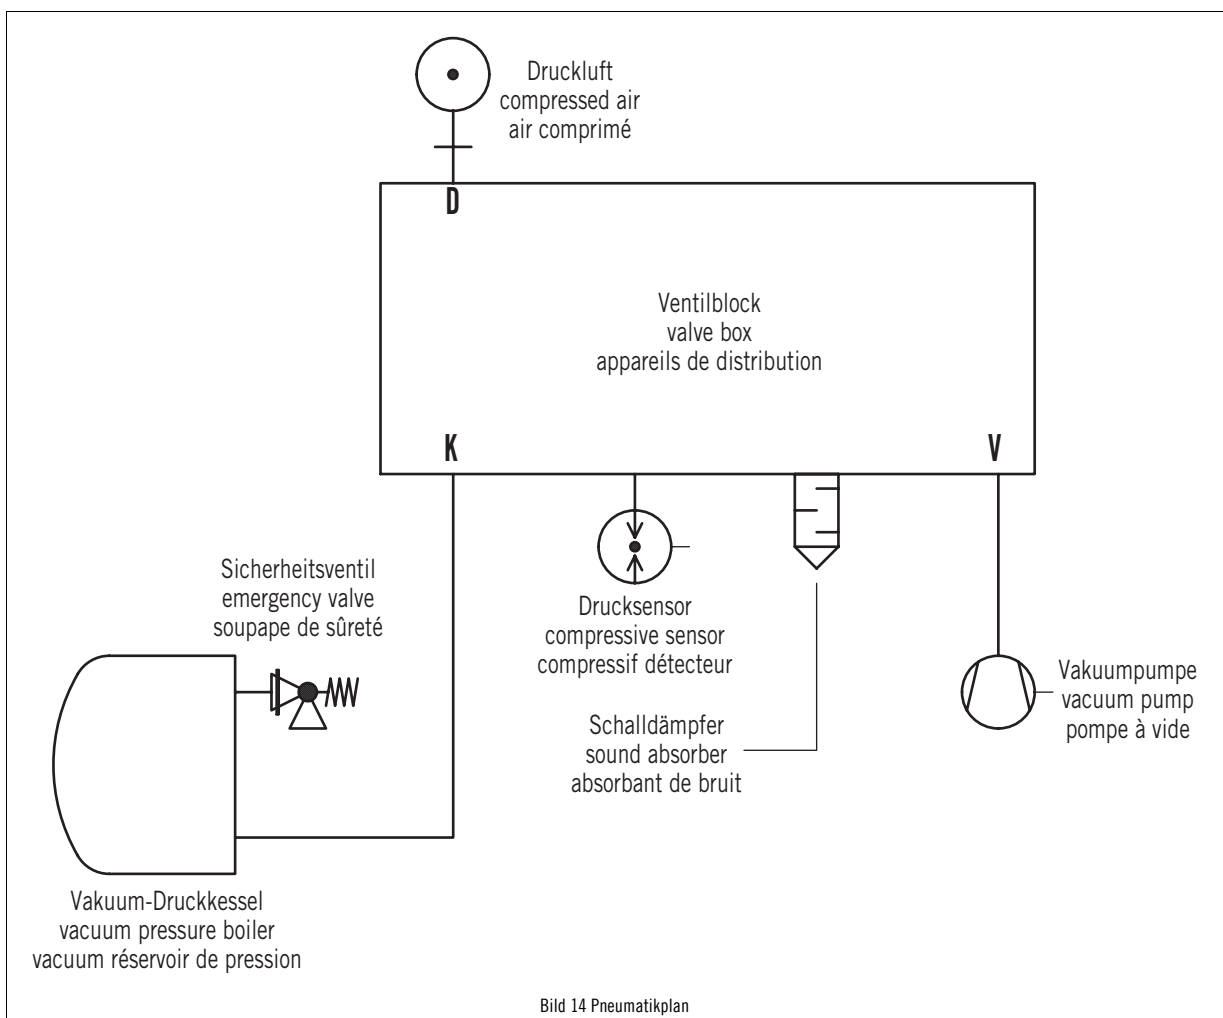 Druckluft
compressed air
air comprimé
D
Ventilblock
valve box
appareils de distribution
K
V
Sicherheitsventil
emergency valve
soupape de sûreté
Drucksensor
compressive sensor
compressif détecteur
Vakuumpumpe
vacuum pump
pompe à vide
Schalldämpfer
sound absorber
absorbant de bruit
Vakuum-Druckkessel
vacuum pressure boiler
vacuum réservoir de pression
Bild 14 Pneumatikplan